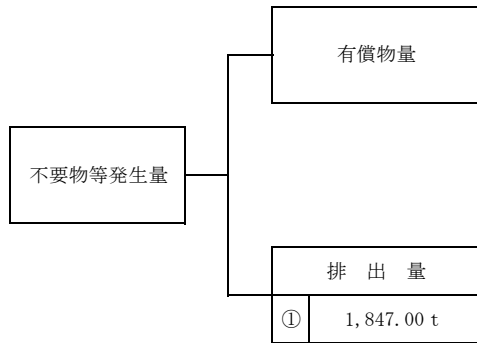 有償物量
不要物等発生量
排 出 量
① 1,847.00 t